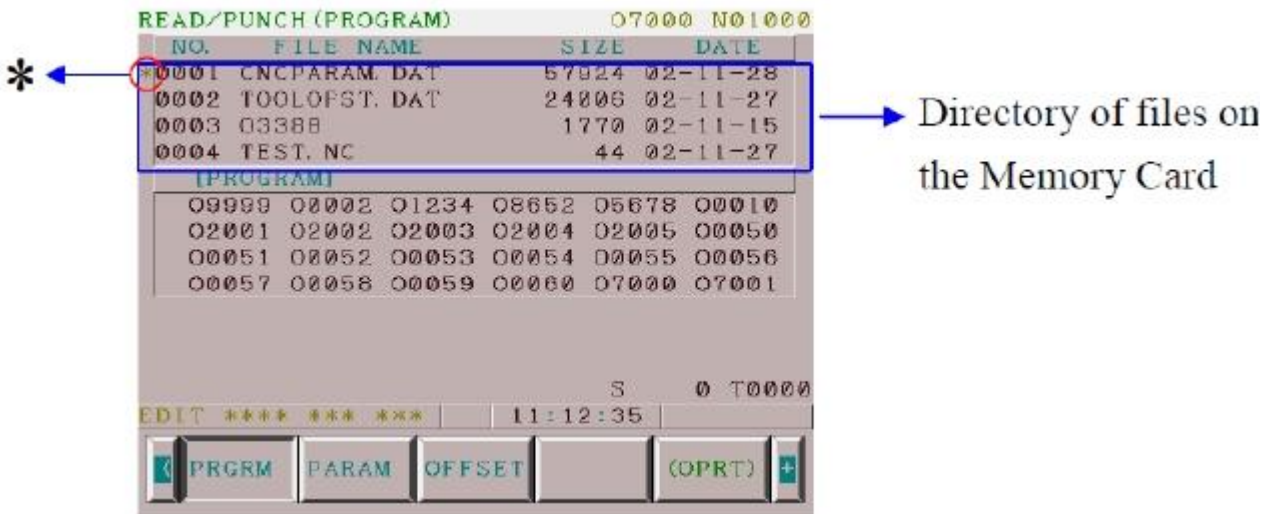 READ/PUNCH (PROGRAM) O7000 N01000
NO. FILE NAME SIZE DATE
*
*0001 CNCPARAM. DAT 57924 02-11-28
0002 TOOLOFST. DAT 24806 02-11-27
0003 1770 02-11-15
0004 TEST. NC 44 02-11-27
Directory of files on
the Memory Card
[PROGRAM]
O9999 O0002 O1234 O8652 O5678 O0010
O2001 O2002 O2003 O2004 O2005 O0050
O0051 O0052 O0053 O0054 O0055 O0056
O0057 O0058 O0059 O0060 O7000 O7001
S 0 T0000
EDIT **** *** *** 11:12:35
PRGRM PARAM OFFSET (OPRT) +